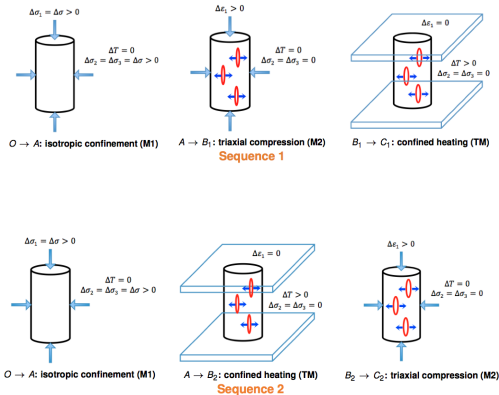 Δσ₁ = Δσ > 0
ΔT = 0
Δσ₂ = Δσ₃ = Δσ > 0
O → A: isotropic confinement (M1)
Δε₁ > 0
ΔT = 0
Δσ₂ = Δσ₃ = 0
A → B₁: triaxial compression (M2)
Δε₁ = 0
ΔT > 0
Δσ₂ = Δσ₃ = 0
B₁ → C₁: confined heating (TM)
Sequence 1
Δσ₁ = Δσ > 0
ΔT = 0
Δσ₂ = Δσ₃ = Δσ > 0
O → A: isotropic confinement (M1)
Δε₁ = 0
ΔT > 0
Δσ₂ = Δσ₃ = 0
A → B₂: confined heating (TM)
Δε₁ > 0
ΔT = 0
Δσ₂ = Δσ₃ = 0
B₂ → C₂: triaxial compression (M2)
Sequence 2